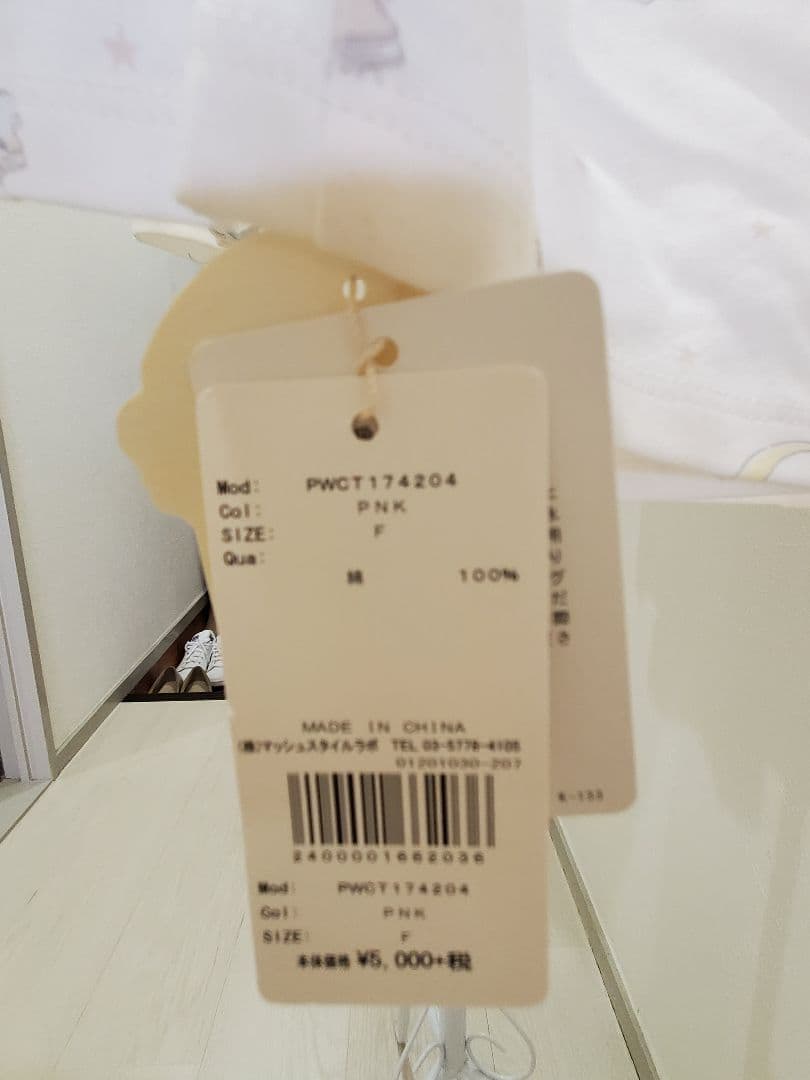 Mod: PWCT174204
Col: PNK
SIZE: F
Qua:
綿 100%
MADE IN CHINA
(株)マッシュスタイルラボ TEL 03-5778-4105
01201030-207
2400001662036
Mod: PWCT174204
Col: PNK
SIZE: F
本体価格 ¥5,000+税